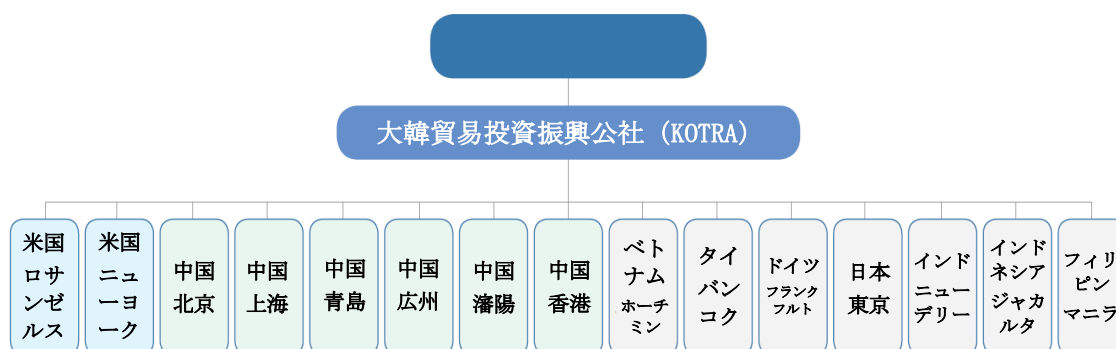 大韓貿易投資振興公社 (KOTRA)
米国
ロサ
ンゼ
ルス
米国
ニュ
ーヨ
ーク
中国
北京
中国
上海
中国
青島
中国
広州
中国
瀋陽
中国
香港
ベト
ナム
ホーチ
ミン
タイ
バン
コク
ドイツ
フランク
フルト
日本
東京
インド
ニュー
デリー
インド
ネシア
ジャカ
ルタ
フィリ
ピン
マニラ